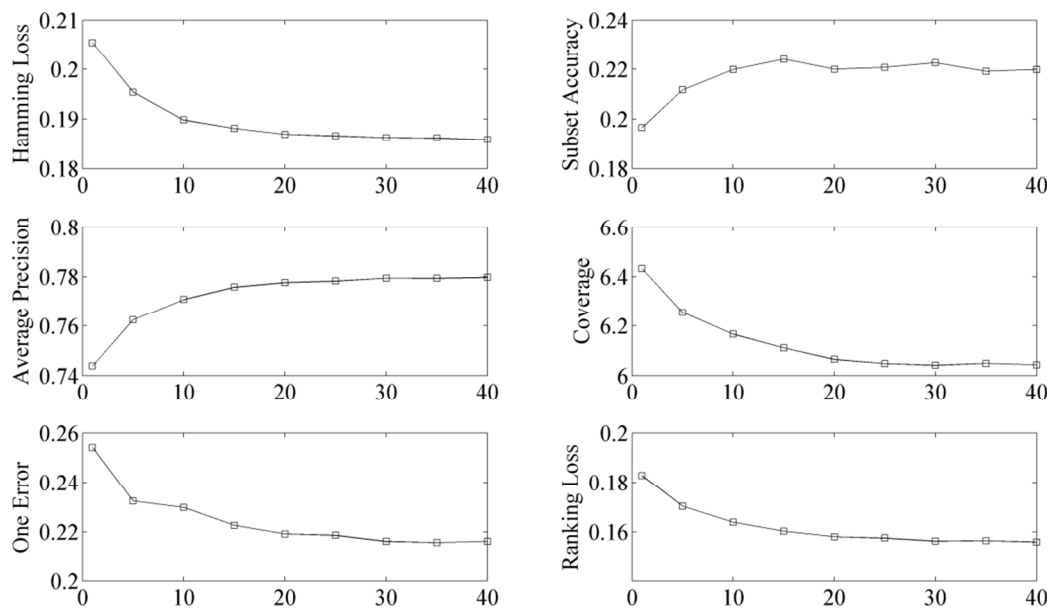 Hamming Loss
0.21
0.2
0.19
0.18
0 10 20 30 40
Subset Accuracy
0.24
0.22
0.2
0.18
0 10 20 30 40
Average Precision
0.8
0.78
0.76
0.74
0 10 20 30 40
Coverage
6.6
6.4
6.2
6
0 10 20 30 40
One Error
0.26
0.24
0.22
0.2
0 10 20 30 40
Ranking Loss
0.2
0.18
0.16
0 10 20 30 40